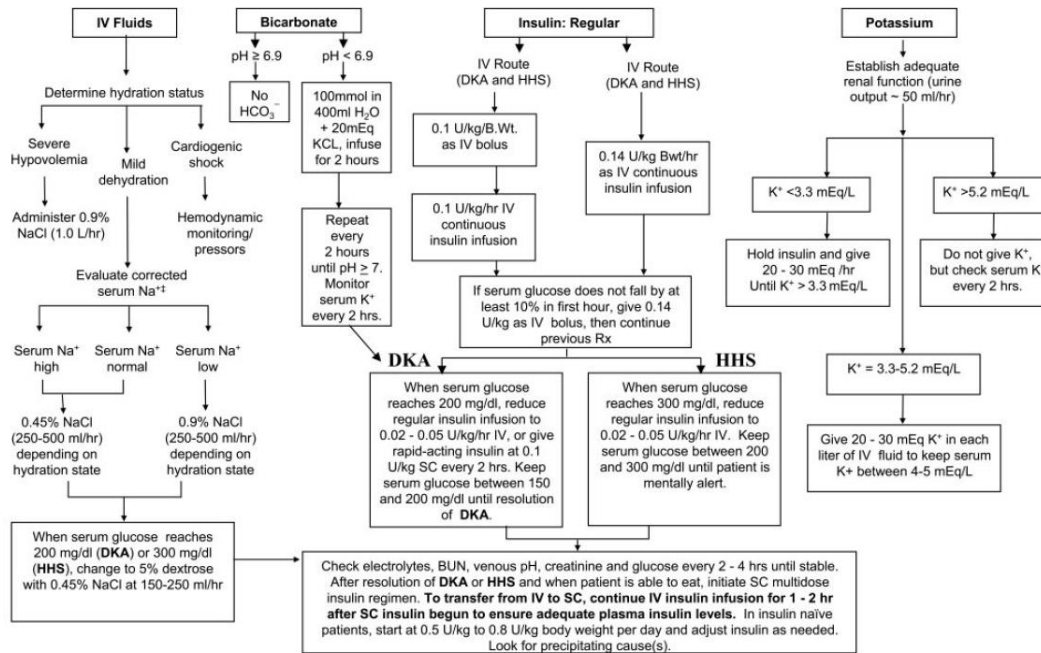 IV Fluids
Determine hydration status
Severe
Hypovolemia
Mild
dehydration
Cardiogenic
shock
Administer 0.9%
NaCl (1.0 L/hr)
Hemodynamic
monitoring/
pressors
Evaluate corrected
serum Na⁺‡
Serum Na⁺
high
Serum Na⁺
normal
Serum Na⁺
low
0.45% NaCl
(250-500 ml/hr)
depending on
hydration state
0.9% NaCl
(250-500 ml/hr)
depending on
hydration state
When serum glucose reaches
200 mg/dl (DKA) or 300 mg/dl
(HHS), change to 5% dextrose
with 0.45% NaCl at 150-250 ml/hr
Bicarbonate
pH ≥ 6.9
pH < 6.9
No
HCO₃⁻
100mmol in
400ml H₂O
+ 20mEq
KCL, infuse
for 2 hours
Repeat
every
2 hours
until pH ≥ 7.
Monitor
serum K⁺
every 2 hrs.
Insulin: Regular
IV Route
(DKA and HHS)
IV Route
(DKA and HHS)
0.1 U/kg/B.Wt.
as IV bolus
0.14 U/kg Bwt/hr
as IV continuous
insulin infusion
0.1 U/kg/hr IV
continuous
insulin infusion
If serum glucose does not fall by at
least 10% in first hour, give 0.14
U/kg as IV bolus, then continue
previous Rx
DKA
HHS
When serum glucose
reaches 200 mg/dl, reduce
regular insulin infusion to
0.02 - 0.05 U/kg/hr IV, or give
rapid-acting insulin at 0.1
U/kg SC every 2 hrs. Keep
serum glucose between 150
and 200 mg/dl until resolution
of DKA.
When serum glucose
reaches 300 mg/dl, reduce
regular insulin infusion to
0.02 - 0.05 U/kg/hr IV. Keep
serum glucose between 200
and 300 mg/dl until patient is
mentally alert.
Potassium
Establish adequate
renal function (urine
output ~ 50 ml/hr)
K⁺ <3.3 mEq/L
K⁺ >5.2 mEq/L
Hold insulin and give
20 - 30 mEq /hr
Until K⁺ > 3.3 mEq/L
Do not give K⁺,
but check serum K⁺
every 2 hrs.
K⁺ = 3.3-5.2 mEq/L
Give 20 - 30 mEq K⁺ in each
liter of IV fluid to keep serum
K+ between 4-5 mEq/L
Check electrolytes, BUN, venous pH, creatinine and glucose every 2 - 4 hrs until stable.
After resolution of DKA or HHS and when patient is able to eat, initiate SC multidose
insulin regimen. To transfer from IV to SC, continue IV insulin infusion for 1 - 2 hr
after SC insulin begun to ensure adequate plasma insulin levels. In insulin naïve
patients, start at 0.5 U/kg to 0.8 U/kg body weight per day and adjust insulin as needed.
Look for precipitating cause(s).